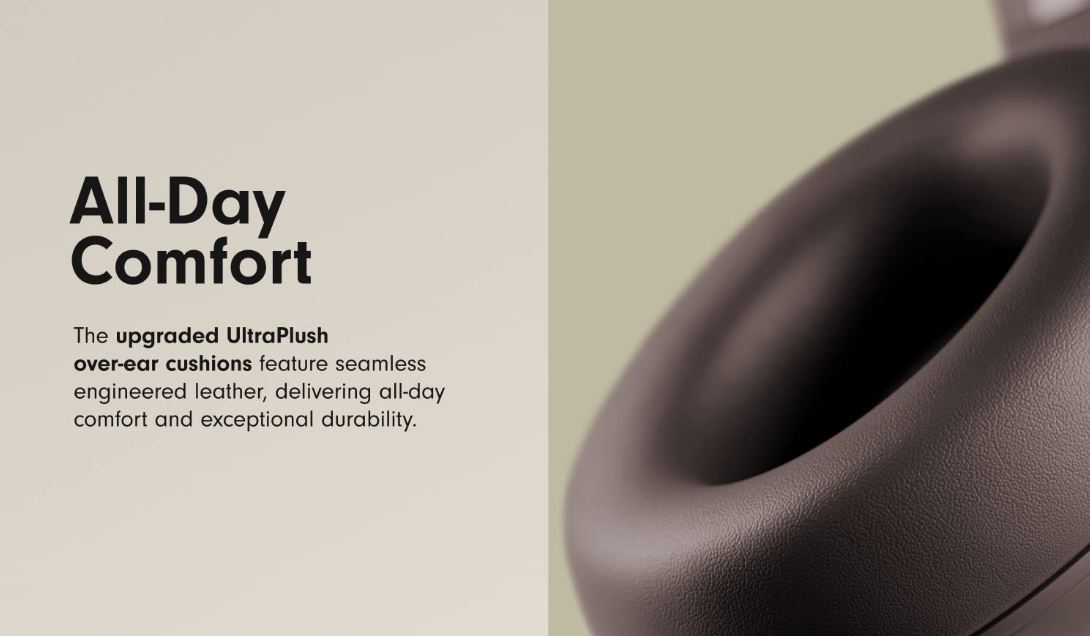 All-Day
Comfort
The upgraded UltraPlush
over-ear cushions feature seamless
engineered leather, delivering all-day
comfort and exceptional durability.